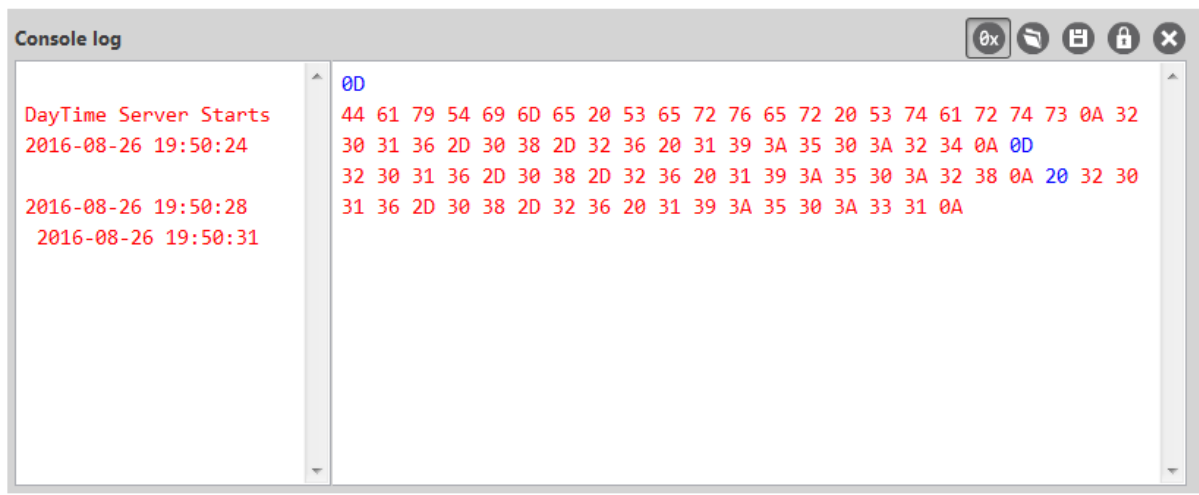 Console log
0x
DayTime Server Starts
2016-08-26 19:50:24
2016-08-26 19:50:28
2016-08-26 19:50:31
0D
44 61 79 54 69 6D 65 20 53 65 72 76 65 72 20 53 74 61 72 74 73 0A 32
30 31 36 2D 30 38 2D 32 36 20 31 39 3A 35 30 3A 32 34 0A 0D
32 30 31 36 2D 30 38 2D 32 36 20 31 39 3A 35 30 3A 32 38 0A 20 32 30
31 36 2D 30 38 2D 32 36 20 31 39 3A 35 30 3A 33 31 0A